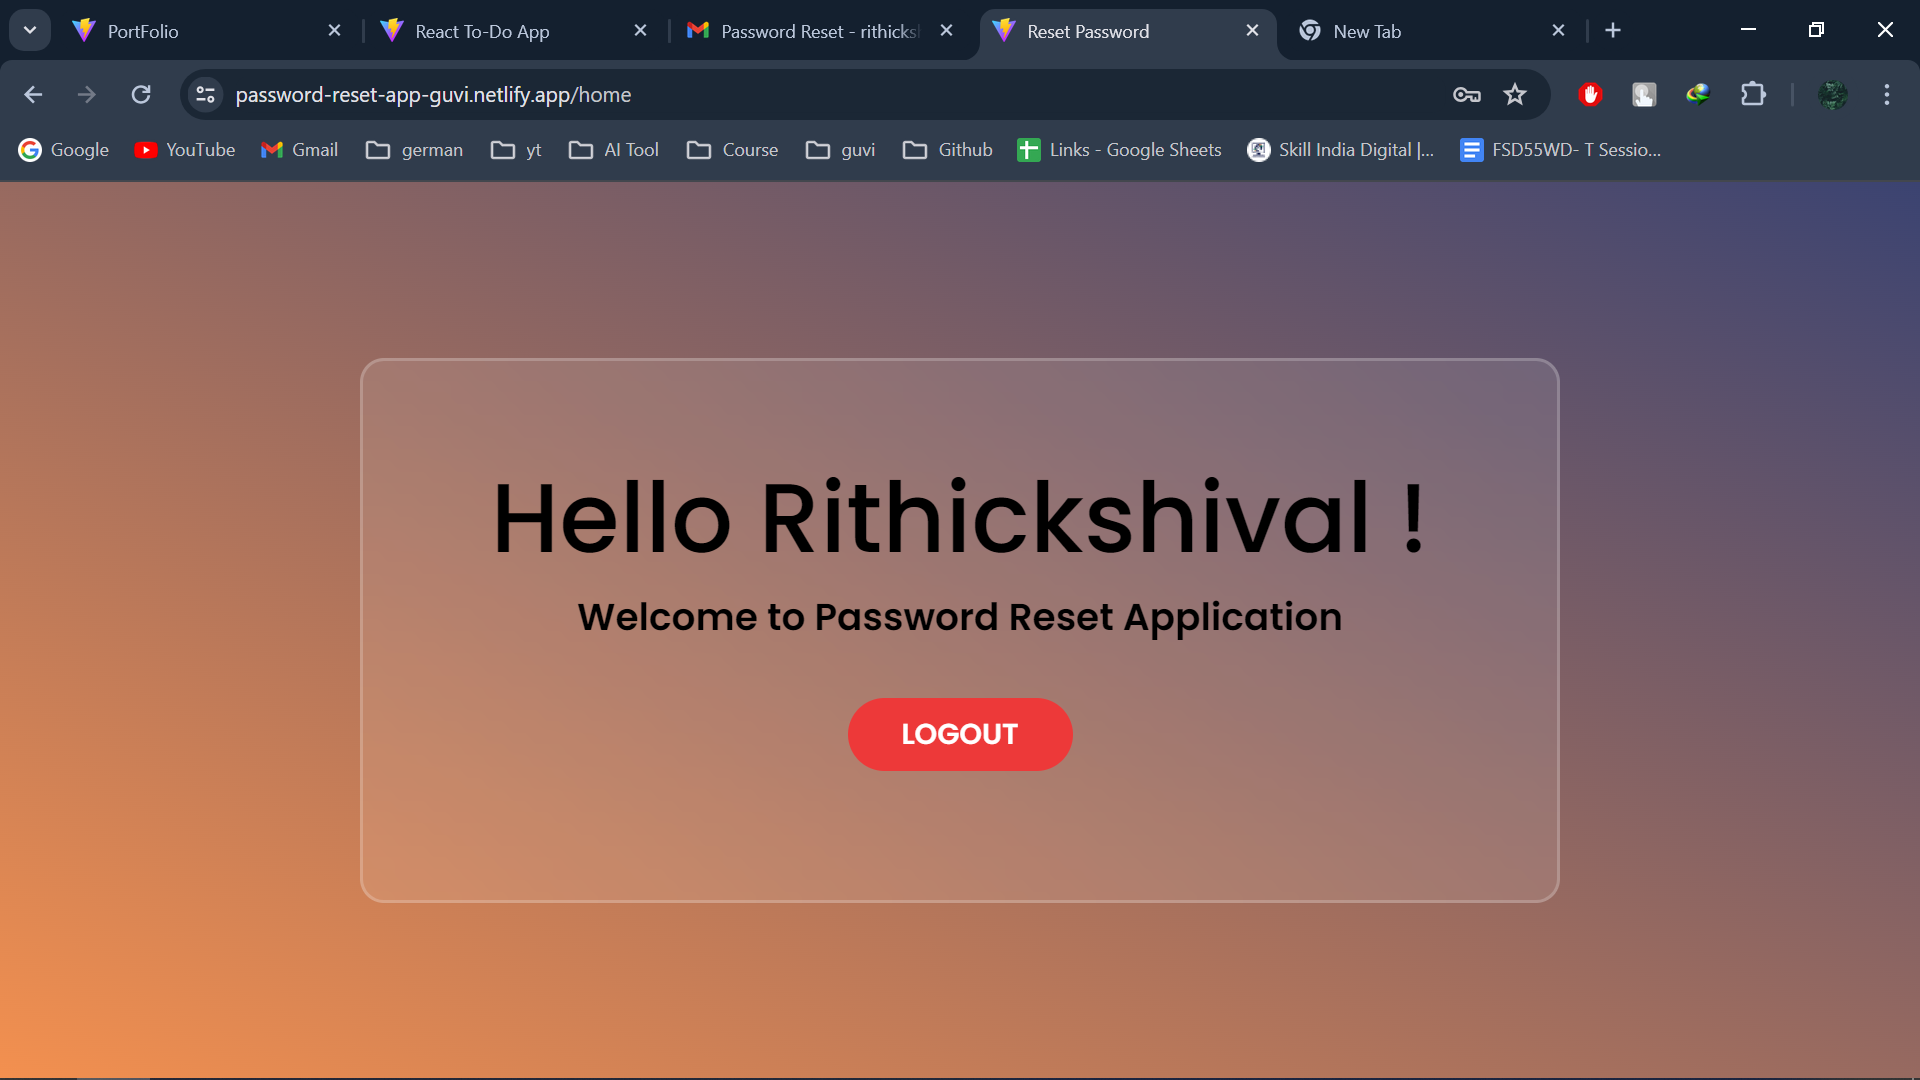 PortFolio
React To-Do App
Password Reset - rithicksh
Reset Password
New Tab
password-reset-app-guvi.netlify.app/home
Google
YouTube
Gmail
german
yt
AI Tool
Course
guvi
Github
Links - Google Sheets
Skill India Digital |...
FSD55WD- T Sessio...
Hello Rithickshival !
Welcome to Password Reset Application
LOGOUT